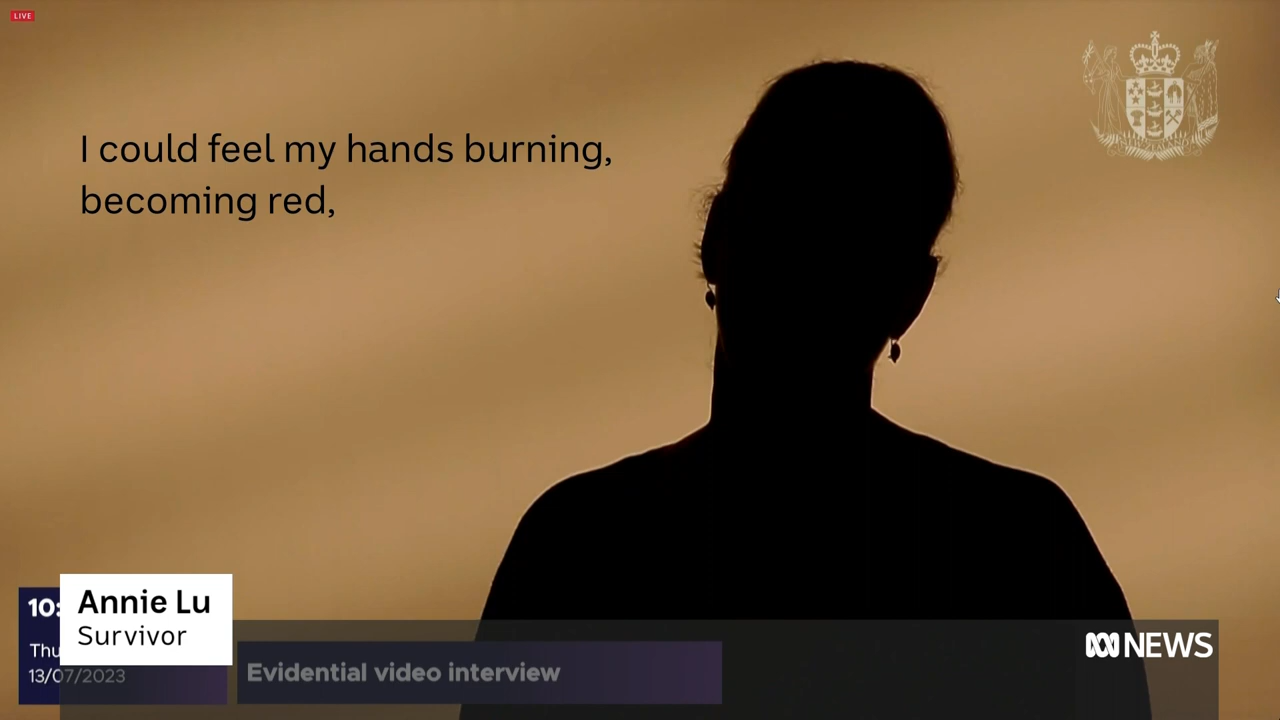 LIVE
I could feel my hands burning,
becoming red,
10:
Annie Lu
Survivor
Thu
13/07/2023
Evidential video interview
NEWS